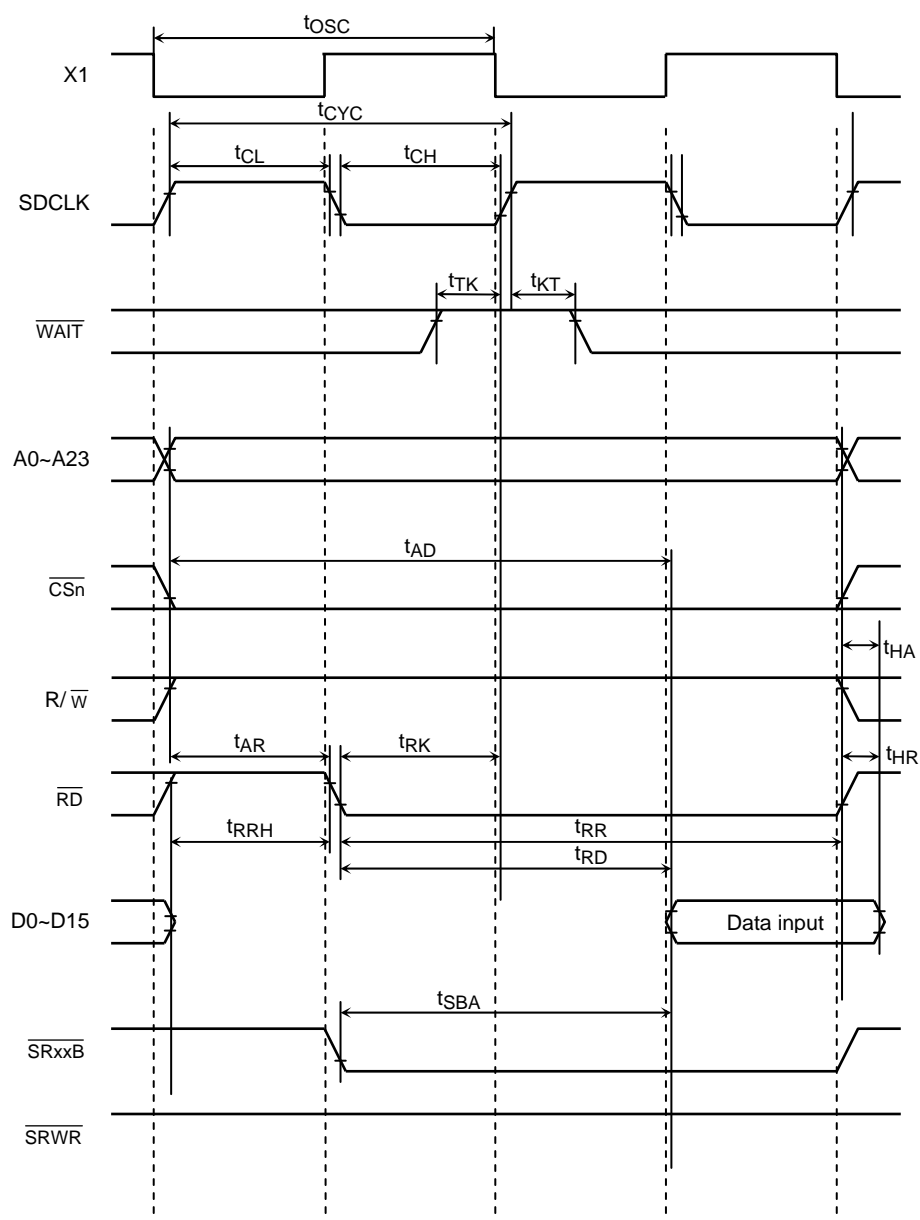 tOSC
X1
tCYC
tCL
tCH
SDCLK
tTK
tKT
WAIT
A0~A23
tAD
CSn
tHA
R/ W
tAR
tRK
tHR
RD
tRRH
tRR
tRD
D0~D15
Data input
tSBA
SRxxB
SRWR